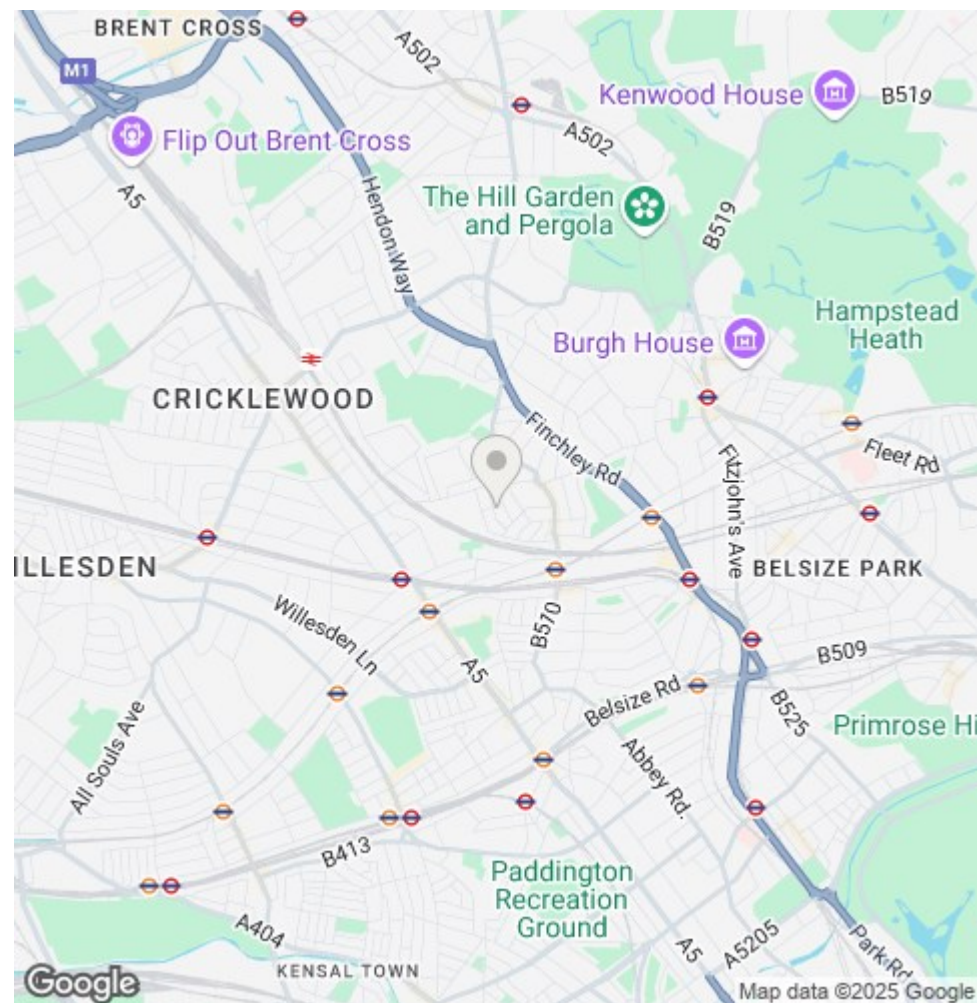 BRENT CROSS
A502
M1
Kenwood House
B519
Flip Out Brent Cross
A502
A5
The Hill Garden
and Pergola
B519
Hendon Way
Hampstead
Heath
Burgh House
CRICKLEWOOD
Finchley Rd
Fitzjohn's Ave
Fleet Rd
ILLESDEN
BELSIZE PARK
Willesden Ln
B570
B509
A5
Belsize Rd
B525
Primrose Hi
All Souls Ave
Abbey Rd.
B413
Paddington
Recreation
Ground
A404
A5205
A5
Park Rd
KENSAL TOWN
Google
Map data ©2025 Google